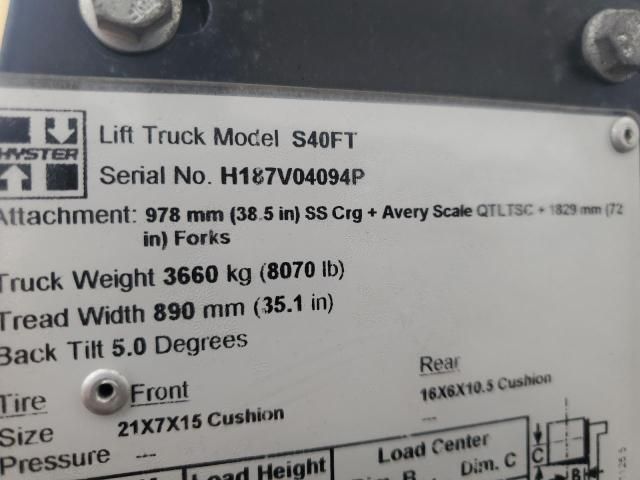 HYSTER
Lift Truck Model S40FT
Serial No. H187V04094P
Attachment: 978 mm (38.5 in) SS Crg + Avery Scale QTLTSC + 1829 mm (72
in) Forks
Truck Weight 3660 kg (8070 lb)
Tread Width 890 mm (35.1 in)
Back Tilt 5.0 Degrees
Tire Front Rear
Size 21X7X15 Cushion 16X6X10.5 Cushion
Pressure --- ---
Load Height Load Center
Dim. B Dim. C C
B